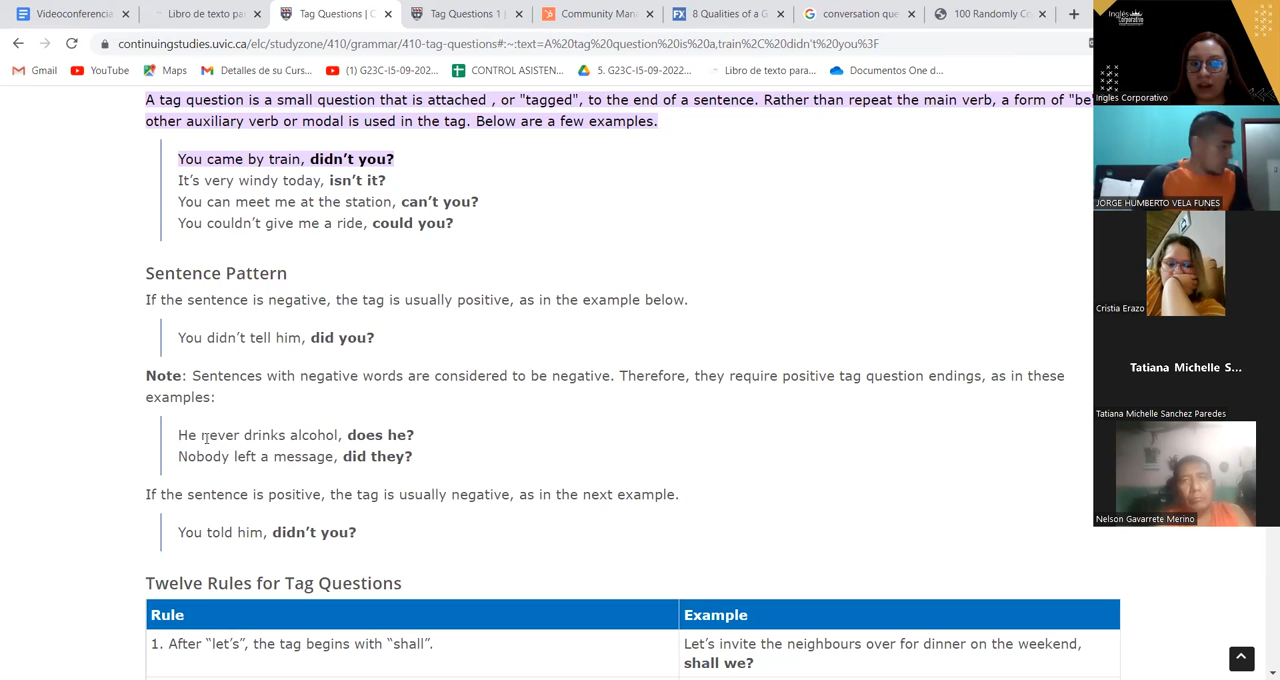 Videoconferencia
Libro de texto par
Tag Questions | C
Tag Questions 1 |
Community Man
8 Qualities of a G
conversation que
100 Randomly Co
continuingstudies.uvic.ca/elc/studyzone/410/grammar/410-tag-questions#:~:text=A%20tag%20question%20is%20a,train%2C%20didn't%20you%3F
Gmail
YouTube
Maps
Detalles de su Curs...
(1) G23C-I5-09-202...
CONTROL ASISTEN...
5. G23C-I5-09-2022...
Libro de texto para...
Documentos One d...
A tag question is a small question that is attached , or "tagged", to the end of a sentence. Rather than repeat the main verb, a form of "be
other auxiliary verb or modal is used in the tag. Below are a few examples.
You came by train, didn't you?
It's very windy today, isn't it?
You can meet me at the station, can't you?
You couldn't give me a ride, could you?
Sentence Pattern
If the sentence is negative, the tag is usually positive, as in the example below.
You didn't tell him, did you?
Note: Sentences with negative words are considered to be negative. Therefore, they require positive tag question endings, as in these
examples:
He never drinks alcohol, does he?
Nobody left a message, did they?
If the sentence is positive, the tag is usually negative, as in the next example.
You told him, didn't you?
Twelve Rules for Tag Questions
Rule
Example
1. After "let's", the tag begins with "shall".
Let's invite the neighbours over for dinner on the weekend,
shall we?
Inglés
Corporativo
Ingles Corporativo
JORGE HUMBERTO VELA FUNES
Cristia Erazo
Tatiana Michelle S...
Tatiana Michelle Sanchez Paredes
Nelson Gavarrete Merino